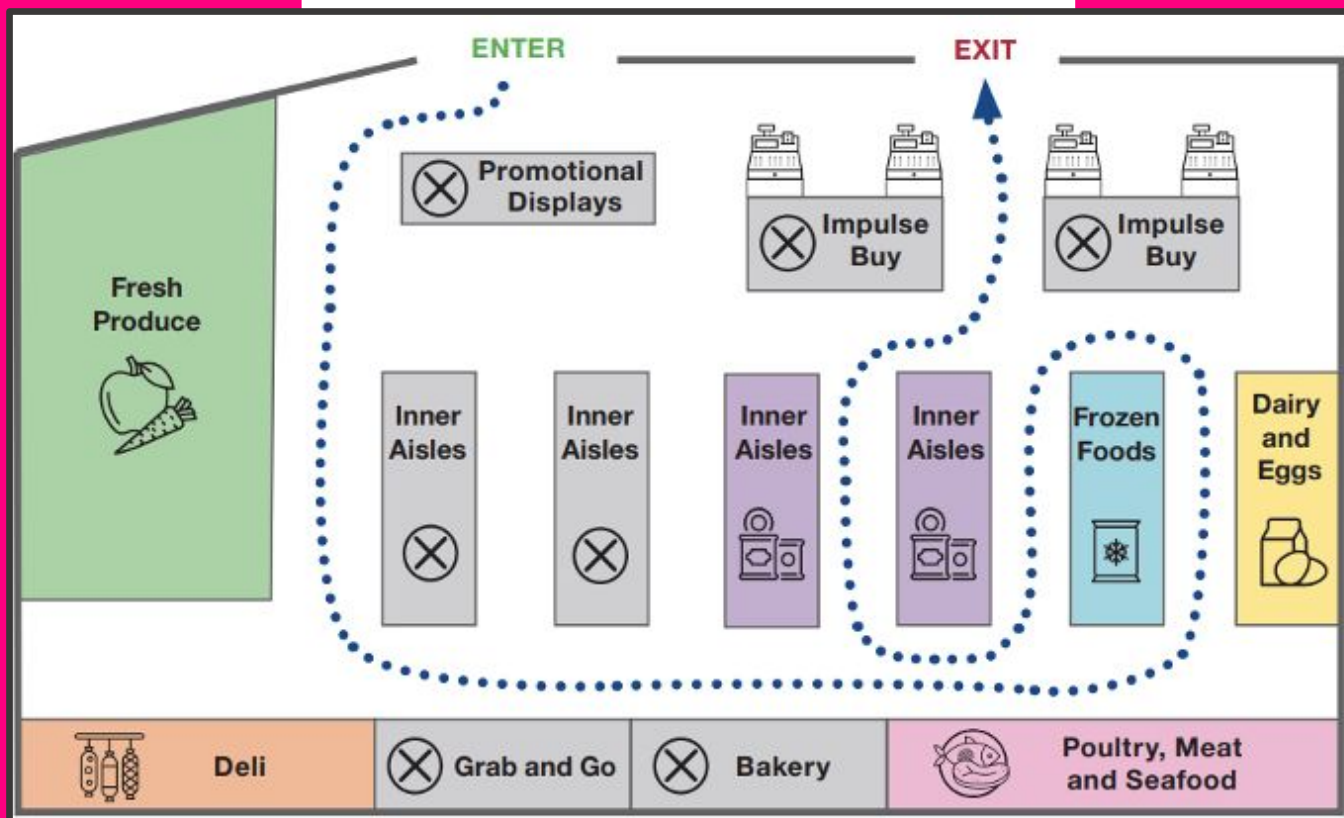 ENTER
EXIT
Promotional
Displays
Impulse
Buy
Impulse
Buy
Fresh
Produce
Inner
Aisles
Inner
Aisles
Inner
Aisles
Inner
Aisles
Frozen
Foods
Dairy
and
Eggs
Deli
Grab and Go
Bakery
Poultry, Meat
and Seafood